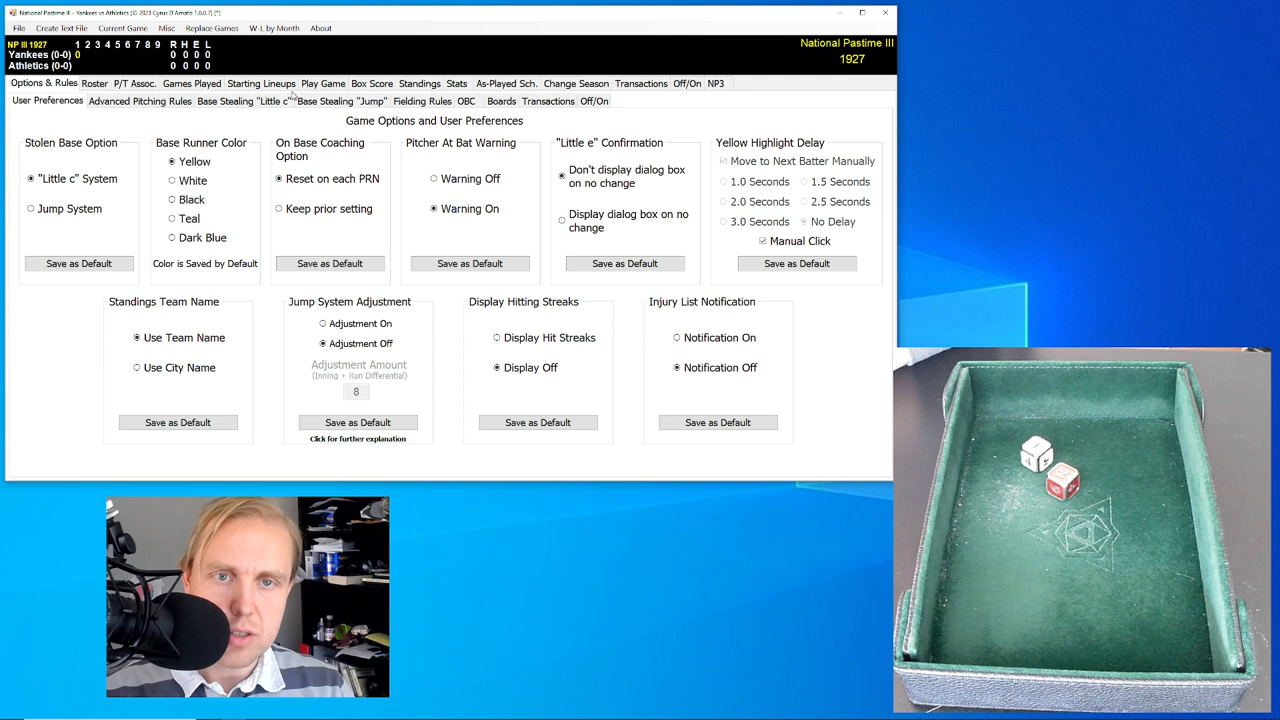 National Pastime III - Yankees vs Athletics (© 2023 Cyrus D Amato 1.0.0.7) [*]
File Create Text File Current Game Misc Replace Games W-L by Month About
NP III 1927 1 2 3 4 5 6 7 8 9 R H E L
Yankees (0-0) 0 0 0 0 0
Athletics (0-0) 0 0 0 0
National Pastime III
1927
Options & Rules Roster P/T Assoc. Games Played Starting Lineups Play Game Box Score Standings Stats As-Played Sch. Change Season Transactions Off/On NP3
User Preferences Advanced Pitching Rules Base Stealing "Little c" Base Stealing "Jump" Fielding Rules OBC Boards Transactions Off/On
Game Options and User Preferences
Stolen Base Option
"Little c" System
Jump System
Save as Default
Base Runner Color
Yellow
White
Black
Teal
Dark Blue
Color is Saved by Default
On Base Coaching
Option
Reset on each PRN
Keep prior setting
Save as Default
Pitcher At Bat Warning
Warning Off
Warning On
Save as Default
"Little e" Confirmation
Don't display dialog box
on no change
Display dialog box on no
change
Save as Default
Yellow Highlight Delay
Move to Next Batter Manually
1.0 Seconds 1.5 Seconds
2.0 Seconds 2.5 Seconds
3.0 Seconds No Delay
Manual Click
Save as Default
Standings Team Name
Use Team Name
Use City Name
Save as Default
Jump System Adjustment
Adjustment On
Adjustment Off
Adjustment Amount
(Inning + Run Differential)
8
Save as Default
Click for further explanation
Display Hitting Streaks
Display Hit Streaks
Display Off
Save as Default
Injury List Notification
Notification On
Notification Off
Save as Default